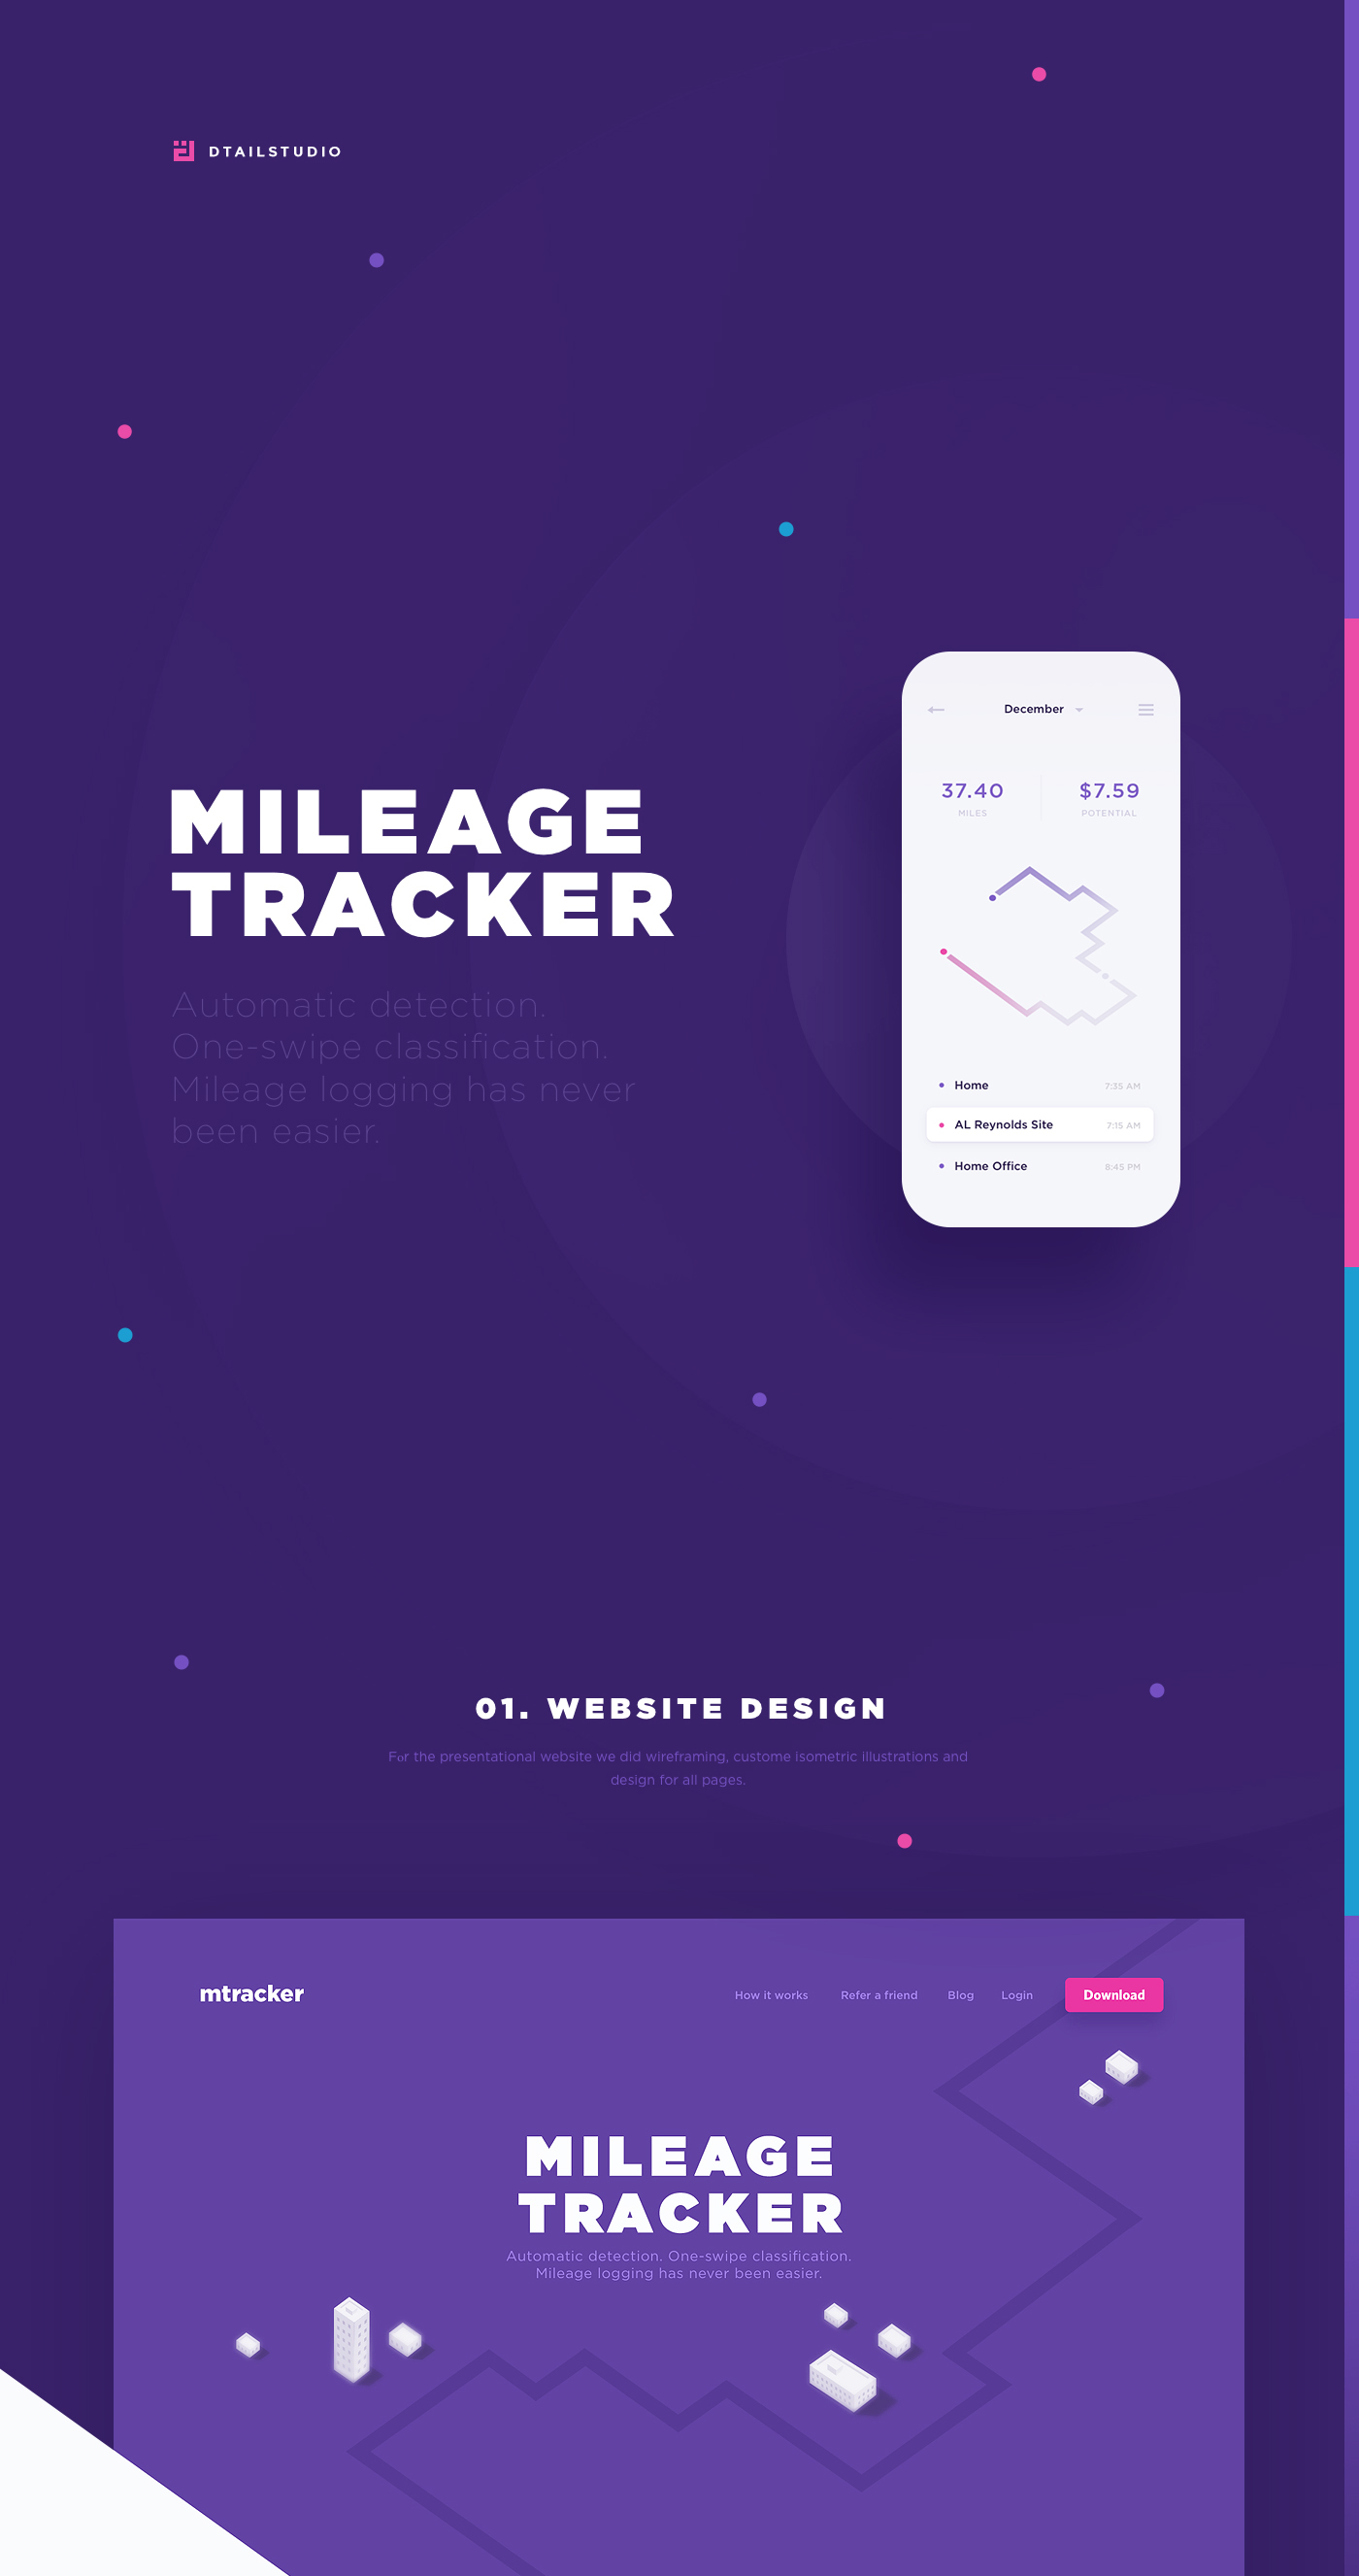 DTAILSTUDIO
MILEAGE
TRACKER
Automatic detection.
One-swipe classification.
Mileage logging has never
been easier.
December
37.40
MILES
$7.59
POTENTIAL
Home 7:35 AM
AL Reynolds Site 7:15 AM
Home Office 8:45 PM
01. WEBSITE DESIGN
For the presentational website we did wireframing, custome isometric illustrations and
design for all pages.
mtracker
How it works Refer a friend Blog Login Download
MILEAGE
TRACKER
Automatic detection. One-swipe classification.
Mileage logging has never been easier.